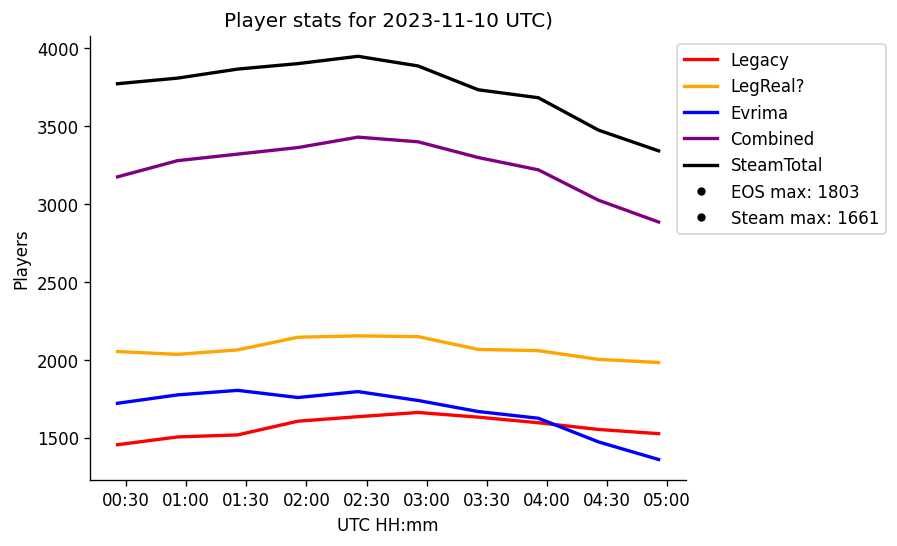 Player stats for 2023-11-10 UTC)
4000
3500
3000
2500
2000
1500
Players
00:30 01:00 01:30 02:00 02:30 03:00 03:30 04:00 04:30 05:00
UTC HH:mm
Legacy
LegReal?
Evrima
Combined
SteamTotal
EOS max: 1803
Steam max: 1661